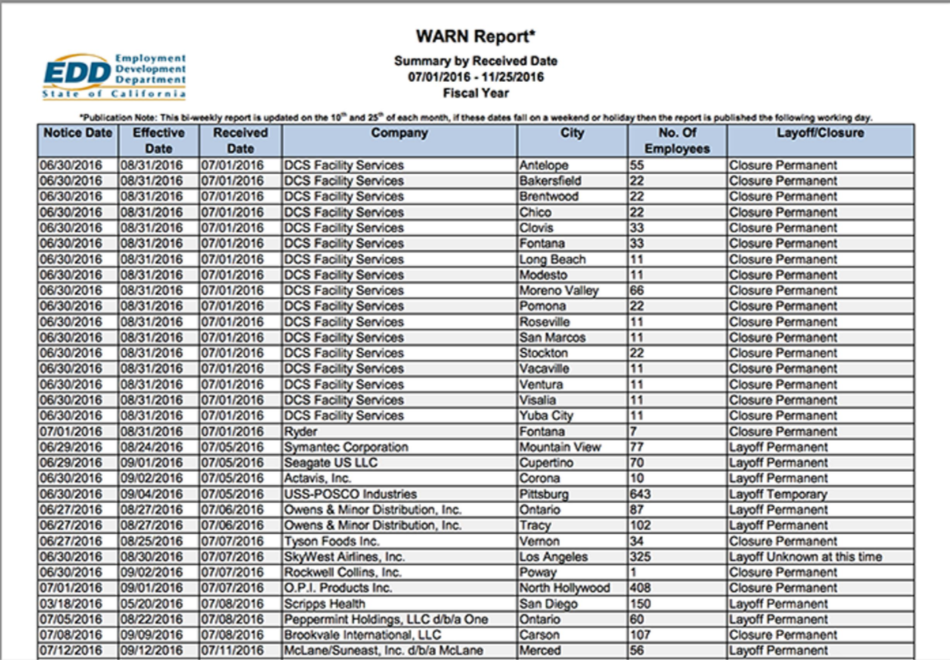 WARN Report*
Summary by Received Date
07/01/2016 - 11/25/2016
Fiscal Year
EDD Employment
Development
Department
State of California
*Publication Note: This bi-weekly report is updated on the 10th and 25th of each month, if these dates fall on a weekend or holiday then the report is published the following working day.
Notice Date Effective Date Received Date Company City No. Of Employees Layoff/Closure
06/30/2016 08/31/2016 07/01/2016 DCS Facility Services Antelope 55 Closure Permanent
06/30/2016 08/31/2016 07/01/2016 DCS Facility Services Bakersfield 22 Closure Permanent
06/30/2016 08/31/2016 07/01/2016 DCS Facility Services Brentwood 22 Closure Permanent
06/30/2016 08/31/2016 07/01/2016 DCS Facility Services Chico 22 Closure Permanent
06/30/2016 08/31/2016 07/01/2016 DCS Facility Services Clovis 33 Closure Permanent
06/30/2016 08/31/2016 07/01/2016 DCS Facility Services Fontana 33 Closure Permanent
06/30/2016 08/31/2016 07/01/2016 DCS Facility Services Long Beach 11 Closure Permanent
06/30/2016 08/31/2016 07/01/2016 DCS Facility Services Modesto 11 Closure Permanent
06/30/2016 08/31/2016 07/01/2016 DCS Facility Services Moreno Valley 66 Closure Permanent
06/30/2016 08/31/2016 07/01/2016 DCS Facility Services Pomona 22 Closure Permanent
06/30/2016 08/31/2016 07/01/2016 DCS Facility Services Roseville 11 Closure Permanent
06/30/2016 08/31/2016 07/01/2016 DCS Facility Services San Marcos 11 Closure Permanent
06/30/2016 08/31/2016 07/01/2016 DCS Facility Services Stockton 22 Closure Permanent
06/30/2016 08/31/2016 07/01/2016 DCS Facility Services Vacaville 11 Closure Permanent
06/30/2016 08/31/2016 07/01/2016 DCS Facility Services Ventura 11 Closure Permanent
06/30/2016 08/31/2016 07/01/2016 DCS Facility Services Visalia 11 Closure Permanent
06/30/2016 08/31/2016 07/01/2016 DCS Facility Services Yuba City 11 Closure Permanent
07/01/2016 08/31/2016 07/01/2016 Ryder Fontana 7 Closure Permanent
06/29/2016 08/24/2016 07/05/2016 Symantec Corporation Mountain View 77 Layoff Permanent
06/29/2016 09/01/2016 07/05/2016 Seagate US LLC Cupertino 70 Layoff Permanent
06/30/2016 09/02/2016 07/05/2016 Actavis, Inc. Corona 10 Layoff Permanent
06/30/2016 09/04/2016 07/05/2016 USS-POSCO Industries Pittsburg 643 Layoff Temporary
06/27/2016 08/27/2016 07/06/2016 Owens & Minor Distribution, Inc. Ontario 87 Layoff Permanent
06/27/2016 08/27/2016 07/06/2016 Owens & Minor Distribution, Inc. Tracy 102 Layoff Permanent
06/27/2016 08/25/2016 07/07/2016 Tyson Foods Inc. Vernon 34 Closure Permanent
06/30/2016 08/30/2016 07/07/2016 SkyWest Airlines, Inc. Los Angeles 325 Layoff Unknown at this time
06/30/2016 09/02/2016 07/07/2016 Rockwell Collins, Inc. Poway 1 Closure Permanent
07/01/2016 09/01/2016 07/07/2016 O.P.I. Products Inc. North Hollywood 408 Closure Permanent
03/18/2016 05/20/2016 07/08/2016 Scripps Health San Diego 150 Layoff Permanent
07/05/2016 08/22/2016 07/08/2016 Peppermint Holdings, LLC d/b/a One Ontario 60 Layoff Permanent
07/08/2016 09/09/2016 07/08/2016 Brookvale International, LLC Carson 107 Closure Permanent
07/12/2016 09/12/2016 07/11/2016 McLane/Suneast, Inc. d/b/a McLane Merced 56 Layoff Permanent